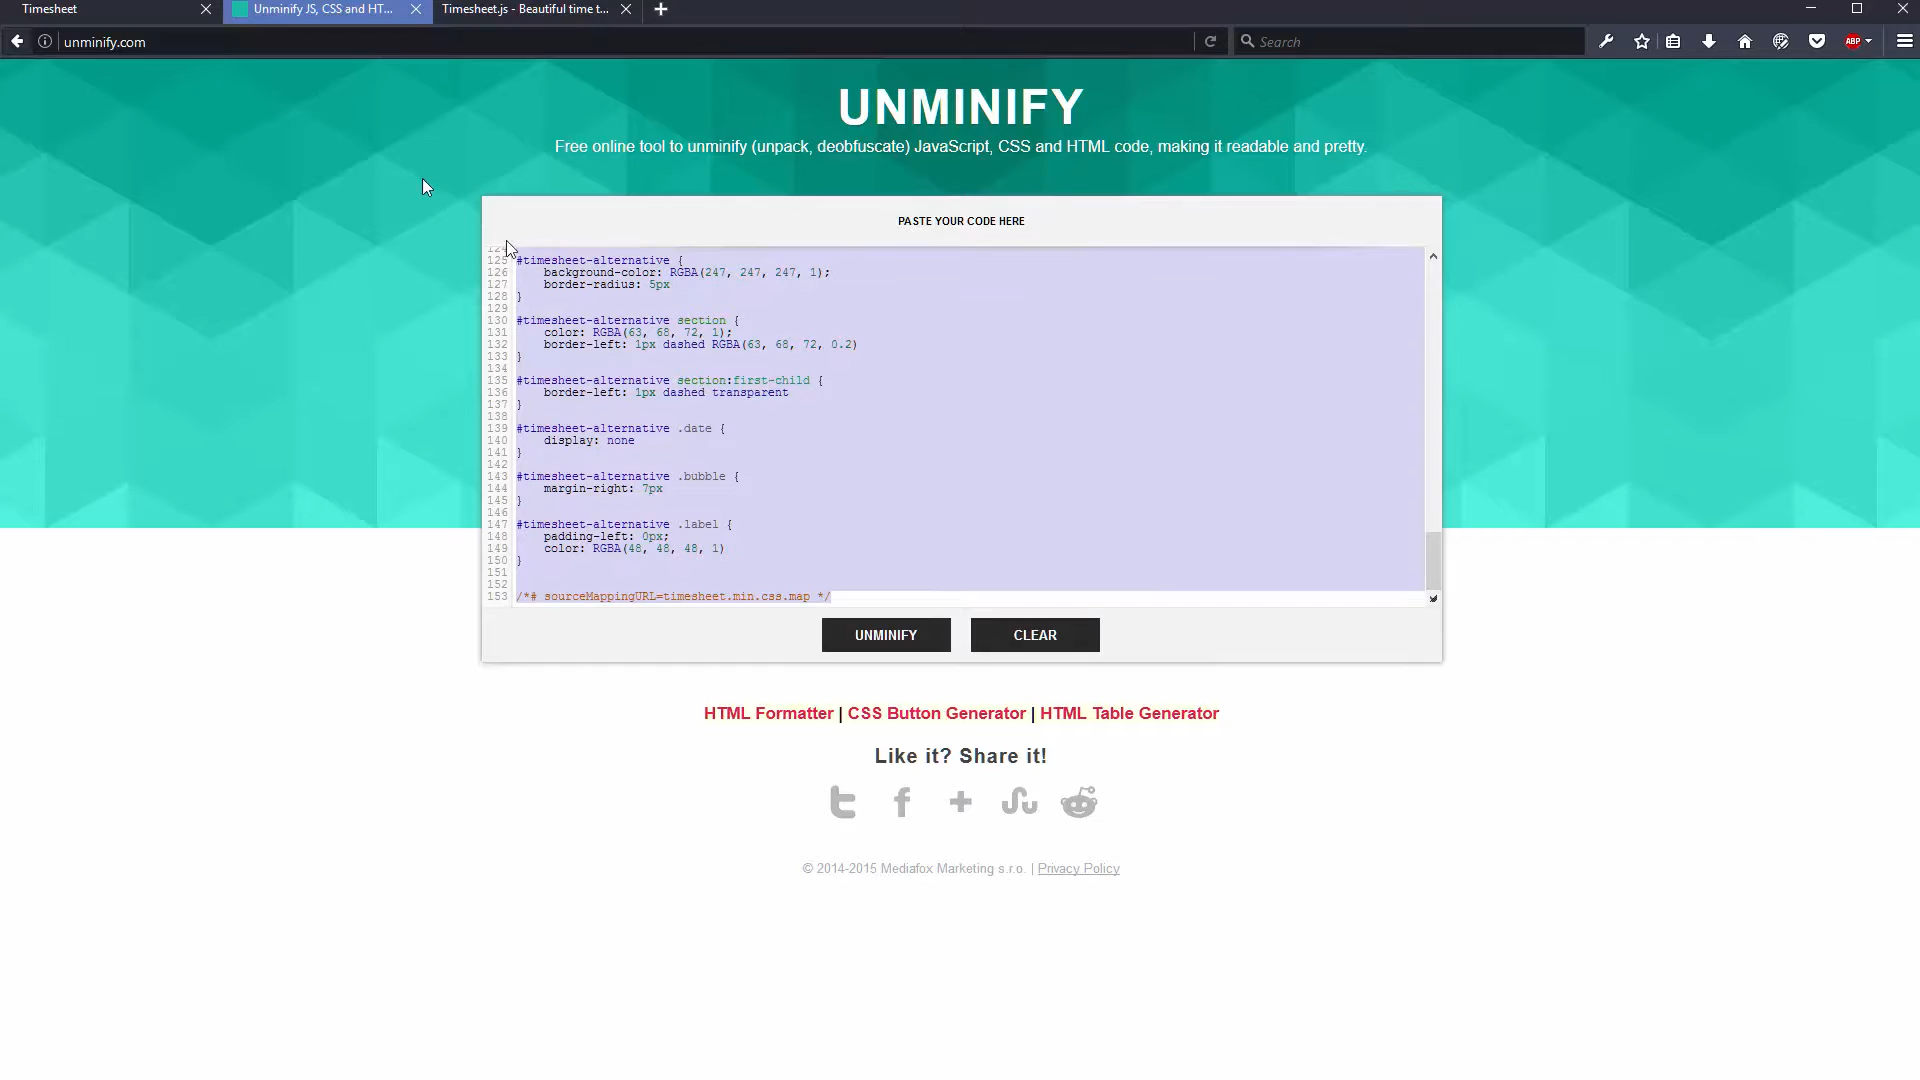 Timesheet
Unminify JS, CSS and HT...
Timesheet.js - Beautiful time t...
unminify.com
Search
ABP
UNMINIFY
Free online tool to unminify (unpack, deobfuscate) JavaScript, CSS and HTML code, making it readable and pretty.
PASTE YOUR CODE HERE
124
125 #timesheet-alternative {
126 background-color: RGBA(247, 247, 247, 1);
127 border-radius: 5px
128 }
129
130 #timesheet-alternative section {
131 color: RGBA(63, 68, 72, 1);
132 border-left: 1px dashed RGBA(63, 68, 72, 0.2)
133 }
134
135 #timesheet-alternative section:first-child {
136 border-left: 1px dashed transparent
137 }
138
139 #timesheet-alternative .date {
140 display: none
141 }
142
143 #timesheet-alternative .bubble {
144 margin-right: 7px
145 }
146
147 #timesheet-alternative .label {
148 padding-left: 0px;
149 color: RGBA(48, 48, 48, 1)
150 }
151
152
153 /*# sourceMappingURL=timesheet.min.css.map */
UNMINIFY
CLEAR
HTML Formatter | CSS Button Generator | HTML Table Generator
Like it? Share it!
© 2014-2015 Mediafox Marketing s.r.o. | Privacy Policy